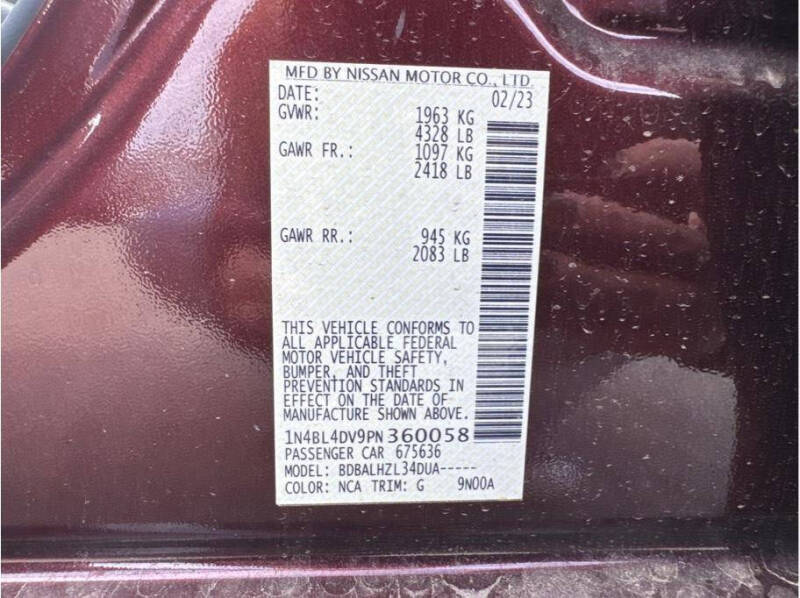 MFD BY NISSAN MOTOR CO., LTD.
DATE: 02/23
GVWR: 1963 KG
4328 LB
GAWR FR.: 1097 KG
2418 LB
GAWR RR.: 945 KG
2083 LB
THIS VEHICLE CONFORMS TO
ALL APPLICABLE FEDERAL
MOTOR VEHICLE SAFETY,
BUMPER, AND THEFT
PREVENTION STANDARDS IN
EFFECT ON THE DATE OF
MANUFACTURE SHOWN ABOVE.
1N4BL4DV9PN360058
PASSENGER CAR 675636
MODEL: BDBALHZL34DUA-----
COLOR: NCA TRIM: G 9N00A